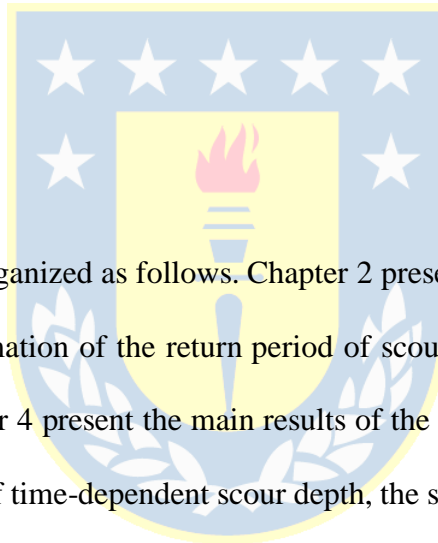 ganized as follows. Chapter 2 prese
nation of the return period of scou
r 4 present the main results of the
f time-dependent scour depth, the s